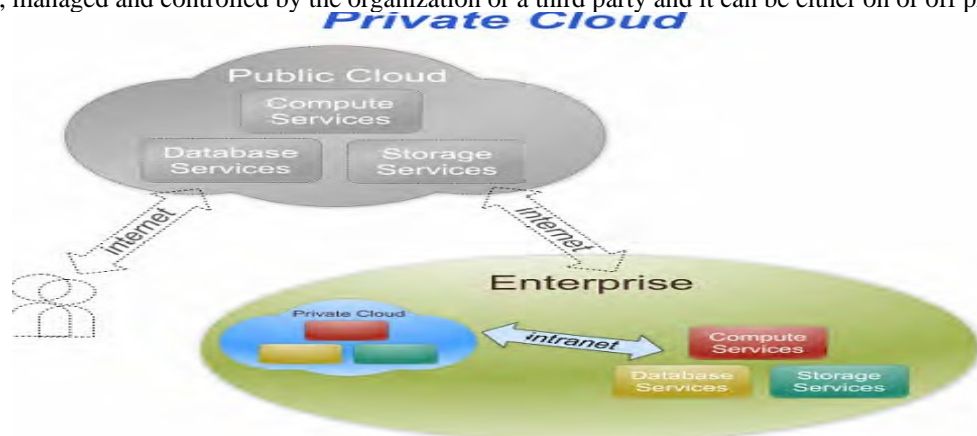 , managed and controlled by the organization or a third party and it can be either on or off p
Private Cloud
Public Cloud
Compute
Services
Database
Services
Storage
Services
internet
internet
Enterprise
Private Cloud
intranet
Compute
Services
Database
Services
Storage
Services